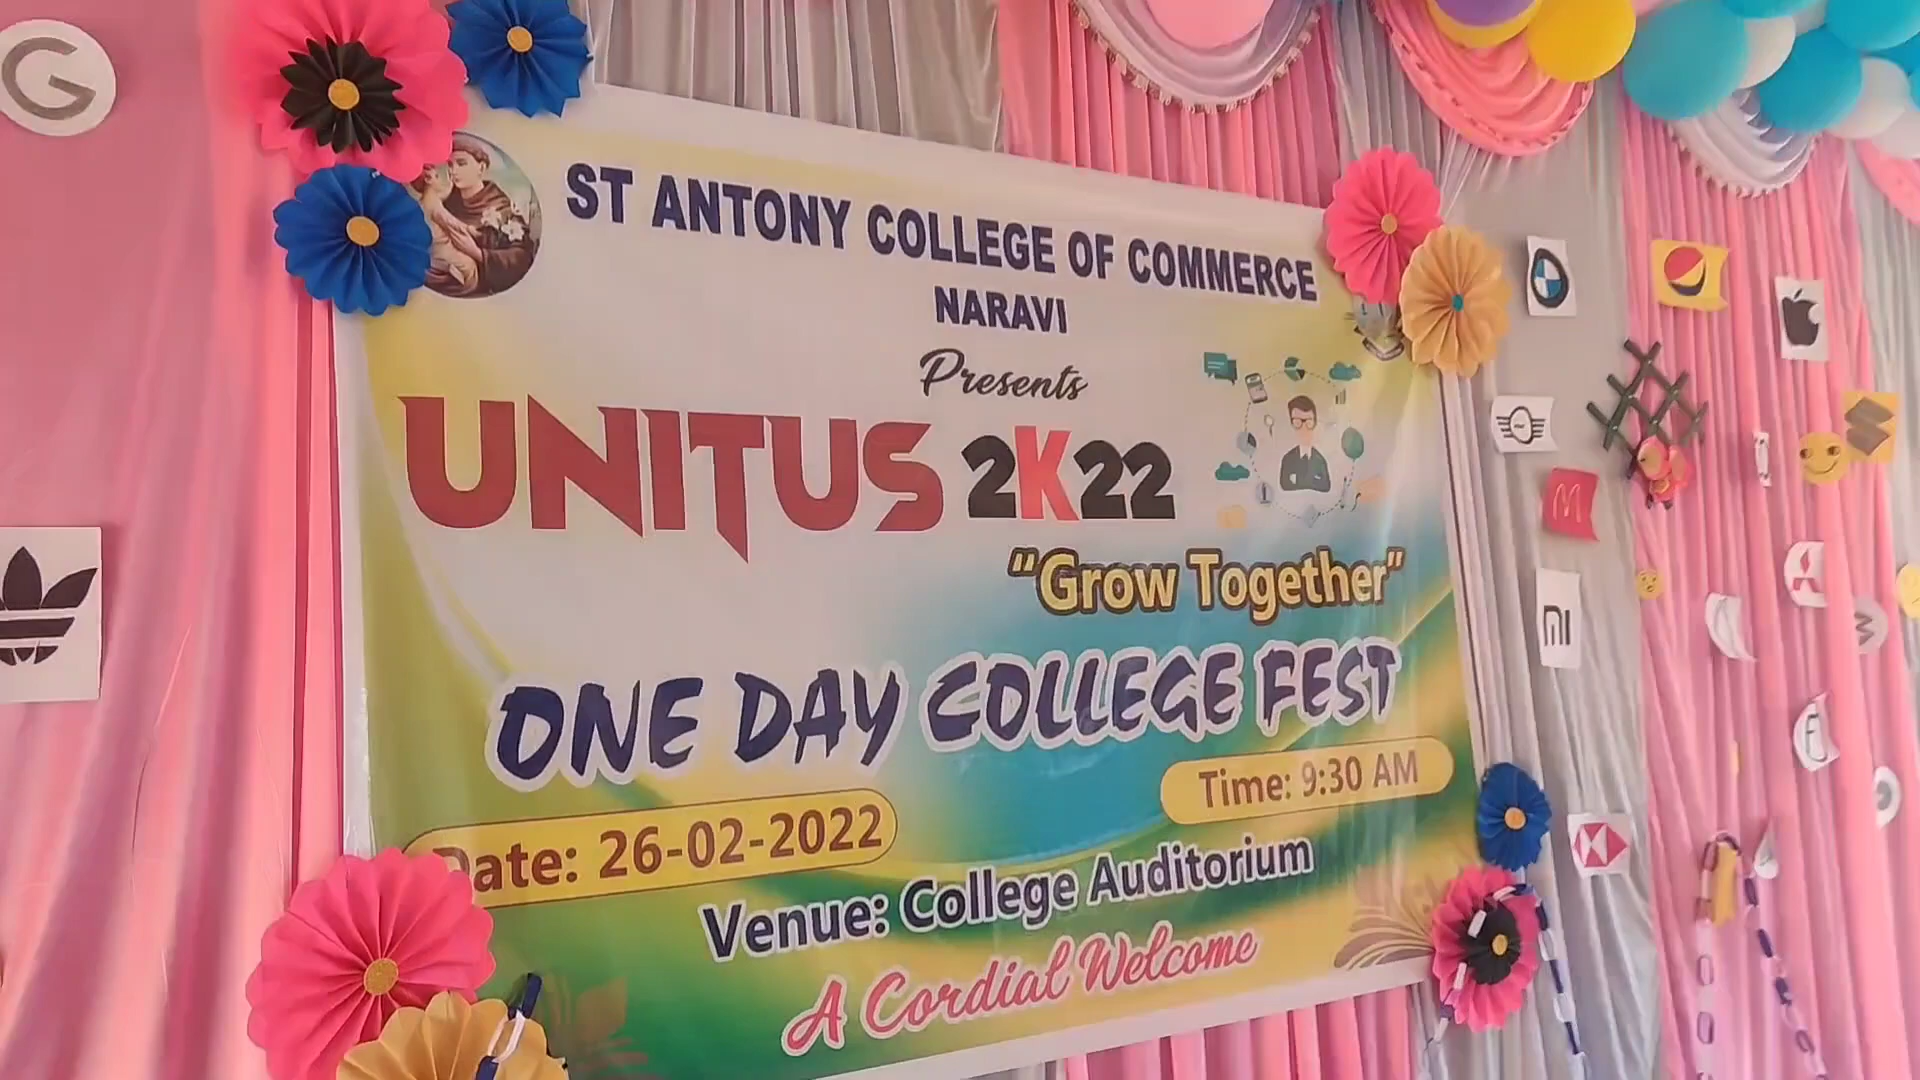 ST ANTONY COLLEGE OF COMMERCE
NARAVI
Presents
UNITUS 2K22
"Grow Together"
ONE DAY COLLEGE FEST
Date: 26-02-2022
Time: 9:30 AM
Venue: College Auditorium
A Cordial Welcome
G
mi